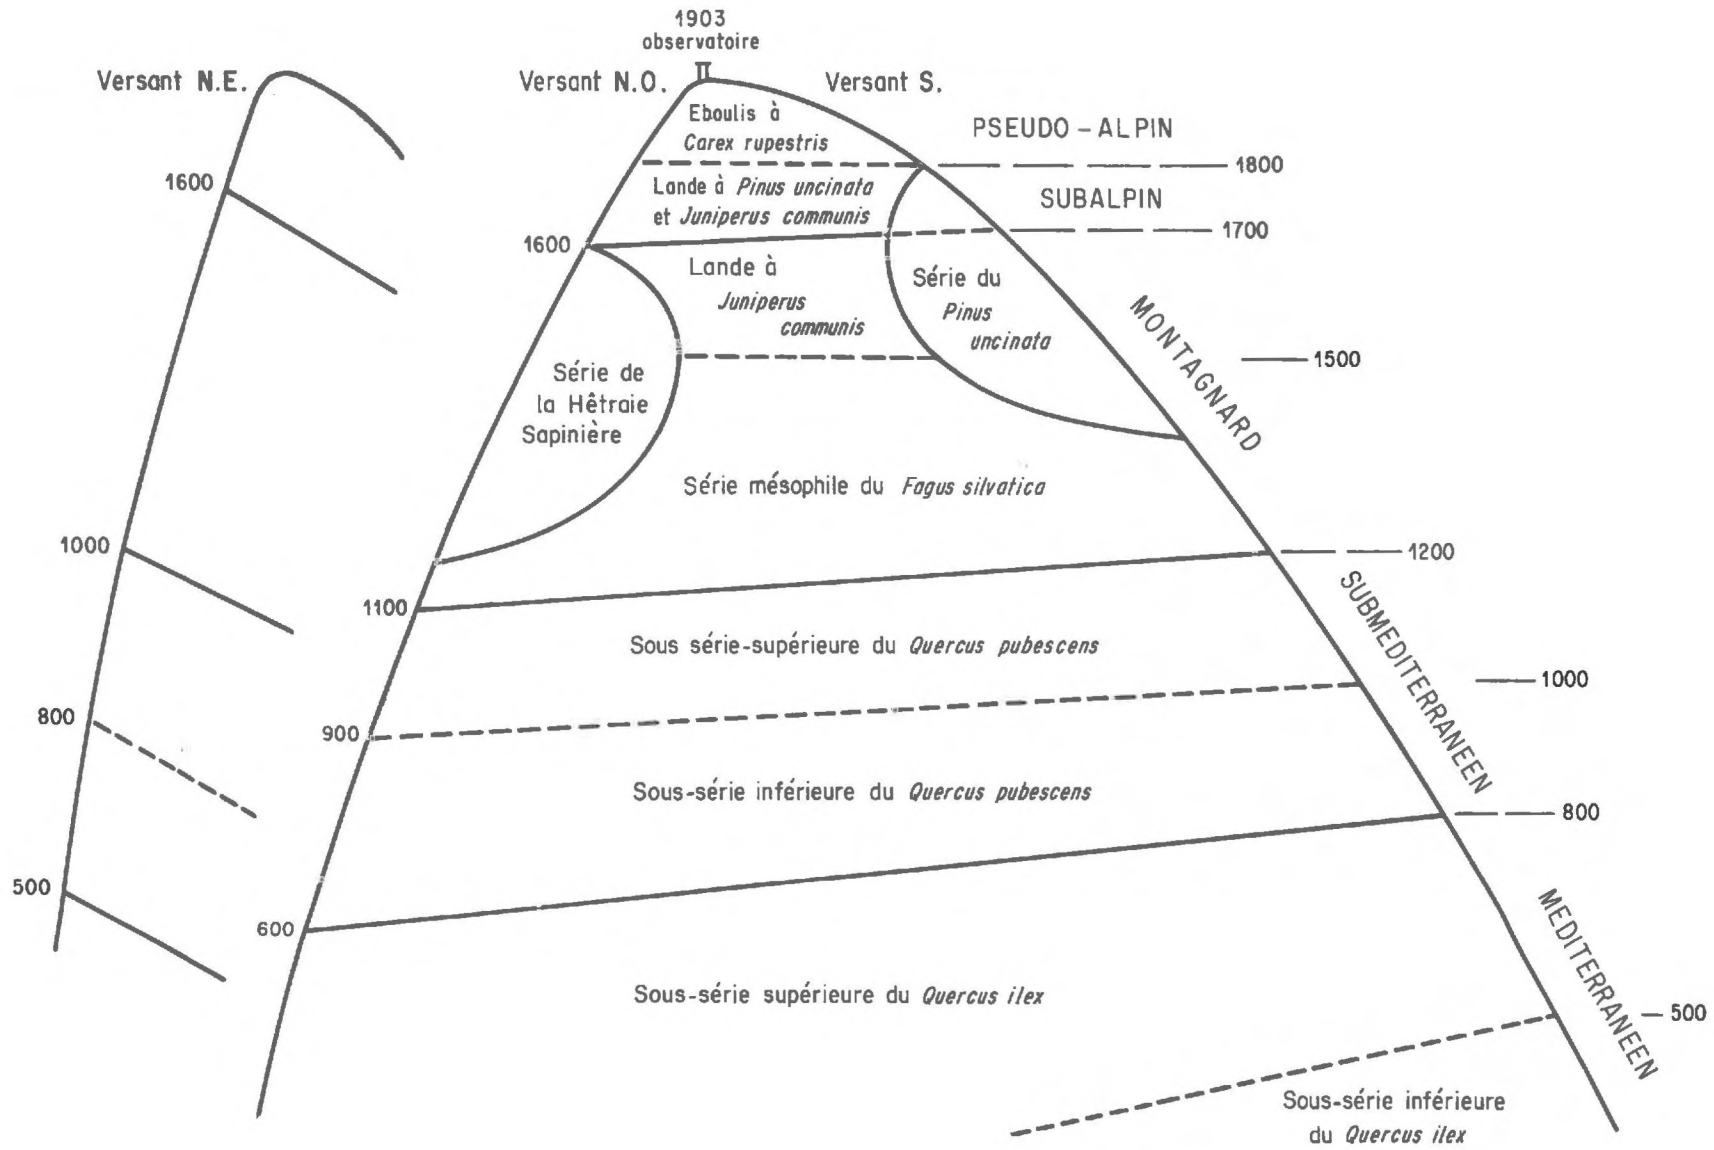 1903
observatoire
Versant N.E.
Versant N.O.
Versant S.
Eboulis à
Carex rupestris
PSEUDO-ALPIN
1800
1600
Lande à Pinus uncinata
et Juniperus communis
SUBALPIN
1700
1600
Lande à
Juniperus
communis
Série du
Pinus
uncinata
MONTAGNARD
1500
Série de
la Hêtraie
Sapinière
Série mésophile du Fagus silvatica
1000
1200
1100
SUBMEDITERRANEEN
Sous série-supérieure du Quercus pubescens
1000
800
900
Sous-série inférieure du Quercus pubescens
800
500
600
MEDITERRANEEN
Sous-série supérieure du Quercus ilex
500
Sous-série inférieure
du Quercus ilex